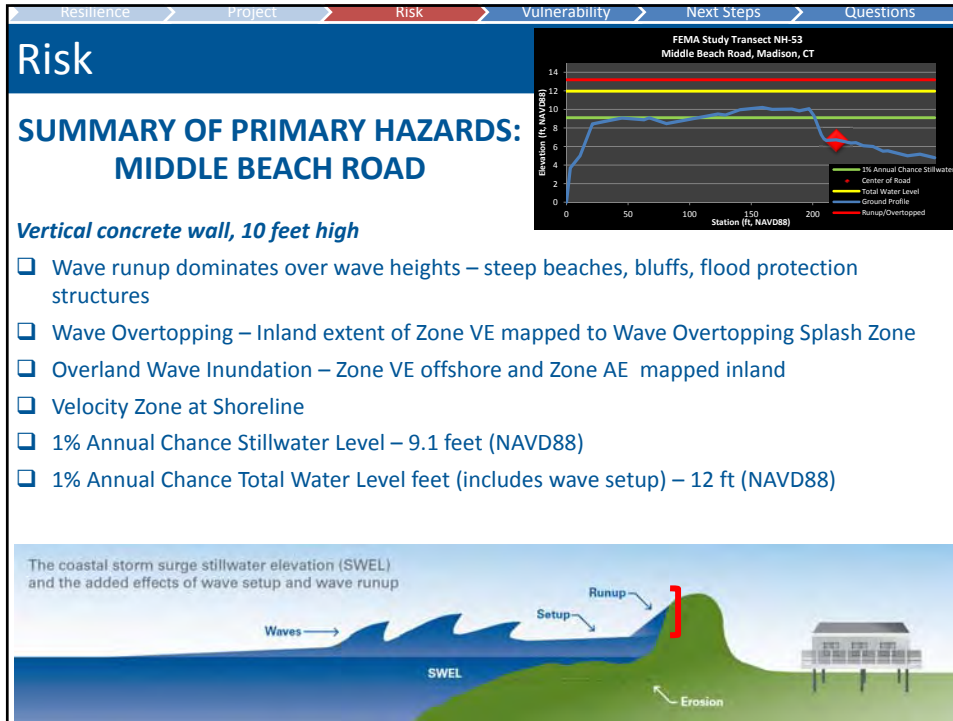 Resilience Project Risk Vulnerability Next Steps Questions
Risk
FEMA Study Transect NH-53
Middle Beach Road, Madison, CT
14
12
10
8
6
4
2
0
Elevation (ft, NAVD88)
0 50 100 150 200
Station (ft, NAVD88)
1% Annual Chance Stillwater
Center of Road
Total Water Level
Ground Profile
Runup/Overtopped
SUMMARY OF PRIMARY HAZARDS:
MIDDLE BEACH ROAD
Vertical concrete wall, 10 feet high
Wave runup dominates over wave heights – steep beaches, bluffs, flood protection
structures
Wave Overtopping – Inland extent of Zone VE mapped to Wave Overtopping Splash Zone
Overland Wave Inundation – Zone VE offshore and Zone AE mapped inland
Velocity Zone at Shoreline
1% Annual Chance Stillwater Level – 9.1 feet (NAVD88)
1% Annual Chance Total Water Level feet (includes wave setup) – 12 ft (NAVD88)
The coastal storm surge stillwater elevation (SWEL)
and the added effects of wave setup and wave runup
Runup
Setup
Waves
SWEL
Erosion